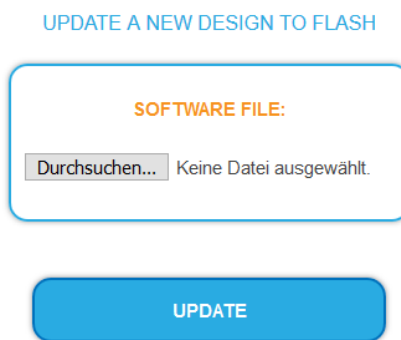 UPDATE A NEW DESIGN TO FLASH
SOFTWARE FILE:
Durchsuchen... Keine Datei ausgewählt.
UPDATE